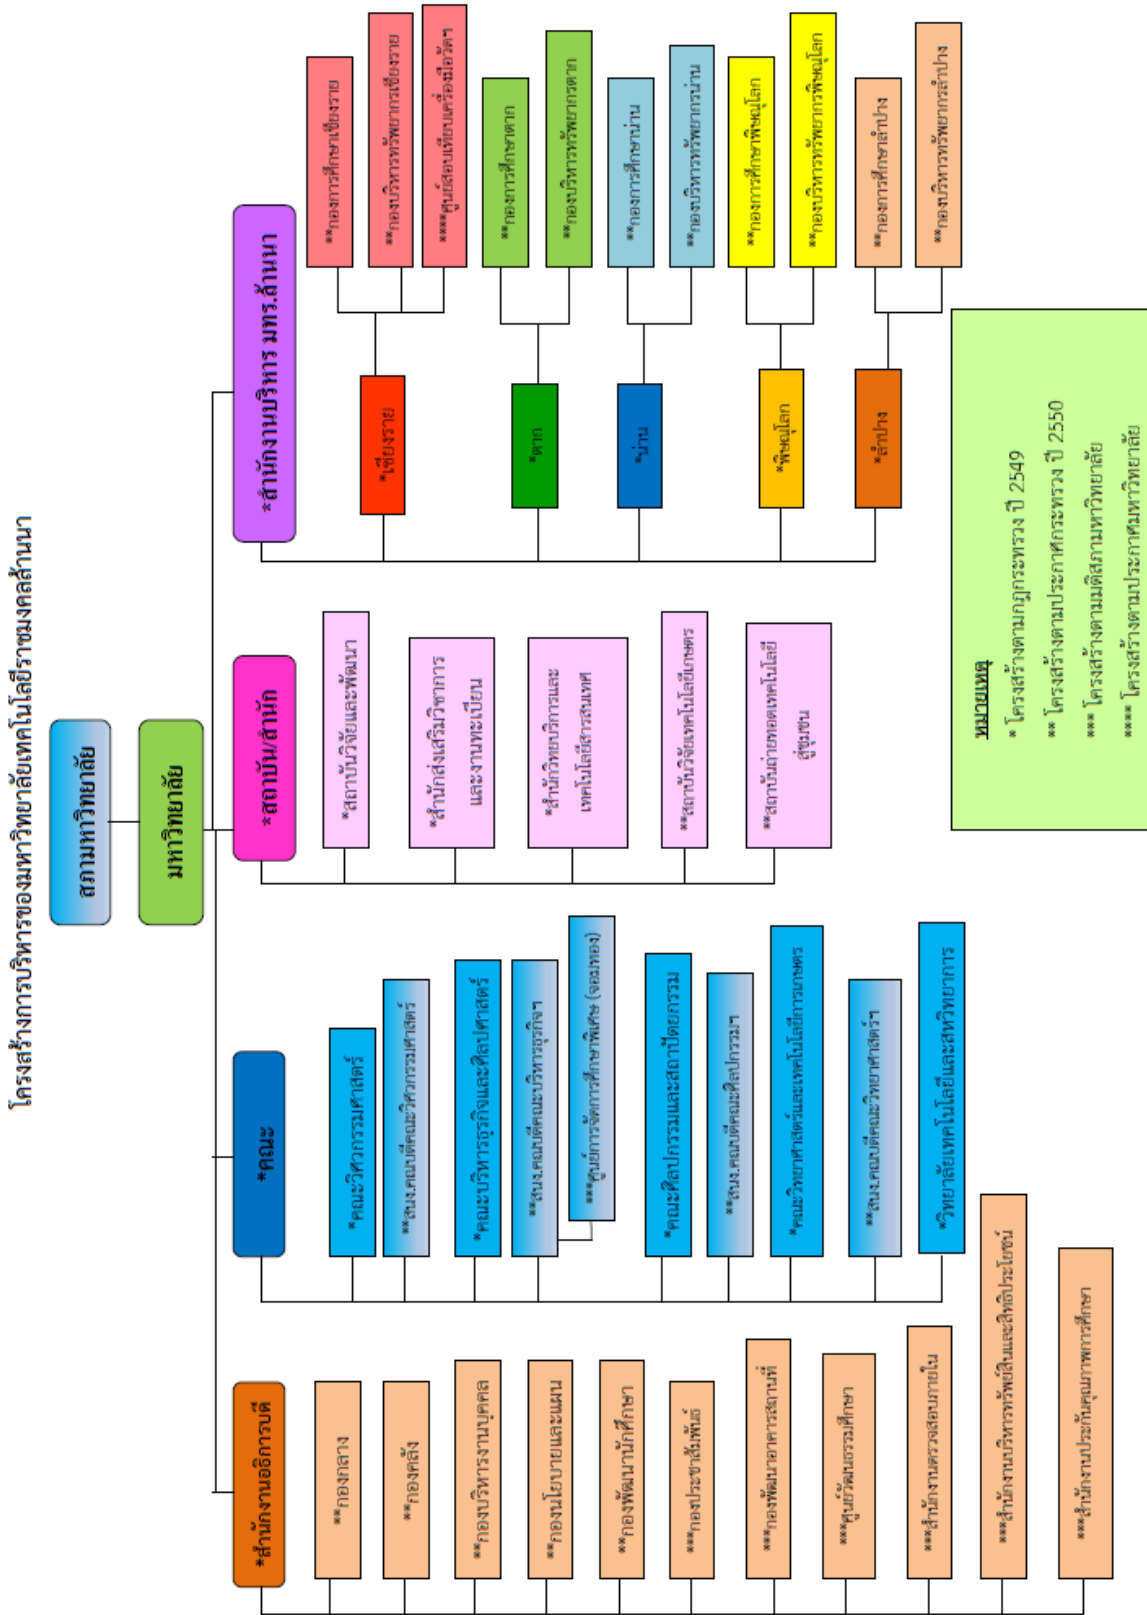 โครงสร้างการบริหารของมหาวิทยาลัยเทคโนโลยีราชมงคลล้านนา
สภามหาวิทยาลัย
มหาวิทยาลัย
*สำนักงานอธิการบดี
**กองกลาง
**กองคลัง
**กองบริหารงานบุคคล
**กองนโยบายและแผน
**กองพัฒนานักศึกษา
***กองประชาสัมพันธ์
***กองพัฒนาอาคารสถานที่
***ศูนย์วัฒนธรรมศึกษา
***สำนักงานตรวจสอบภายใน
***สำนักงานบริหารทรัพย์สินและสิทธิประโยชน์
***สำนักงานประกันคุณภาพการศึกษา
*คณะ
*คณะวิศวกรรมศาสตร์
**สนง.คณบดีคณะวิศวกรรมศาสตร์
*คณะบริหารธุรกิจและศิลปศาสตร์
**สนง.คณบดีคณะบริหารธุรกิจฯ
***ศูนย์การจัดการศึกษาพิเศษ (จอมทอง)
*คณะศิลปกรรมและสถาปัตยกรรม
**สนง.คณบดีคณะศิลปกรรมฯ
*คณะวิทยาศาสตร์และเทคโนโลยีการเกษตร
**สนง.คณบดีคณะวิทยาศาสตร์ฯ
*วิทยาลัยเทคโนโลยีและสหวิทยาการ
*สถาบัน/สำนัก
*สถาบันวิจัยและพัฒนา
*สำนักส่งเสริมวิชาการ
และงานทะเบียน
*สำนักวิทยบริการและ
เทคโนโลยีสารสนเทศ
**สถาบันวิจัยเทคโนโลยีเกษตร
**สถาบันถ่ายทอดเทคโนโลยี
สู่ชุมชน
*สำนักงานบริหาร มทร.ล้านนา
*เชียงราย
**กองการศึกษาเชียงราย
**กองบริหารทรัพยากรเชียงราย
****ศูนย์สอบเทียบเครื่องมือวัดฯ
*ตาก
**กองการศึกษาตาก
**กองบริหารทรัพยากรตาก
*น่าน
**กองการศึกษาน่าน
**กองบริหารทรัพยากรน่าน
*พิษณุโลก
**กองการศึกษาพิษณุโลก
**กองบริหารทรัพยากรพิษณุโลก
*ลำปาง
**กองการศึกษาลำปาง
**กองบริหารทรัพยากรลำปาง
หมายเหตุ
* โครงสร้างตามกฎกระทรวง ปี 2549
** โครงสร้างตามประกาศกระทรวง ปี 2550
*** โครงสร้างตามมติสภามหาวิทยาลัย
**** โครงสร้างตามประกาศมหาวิทยาลัย